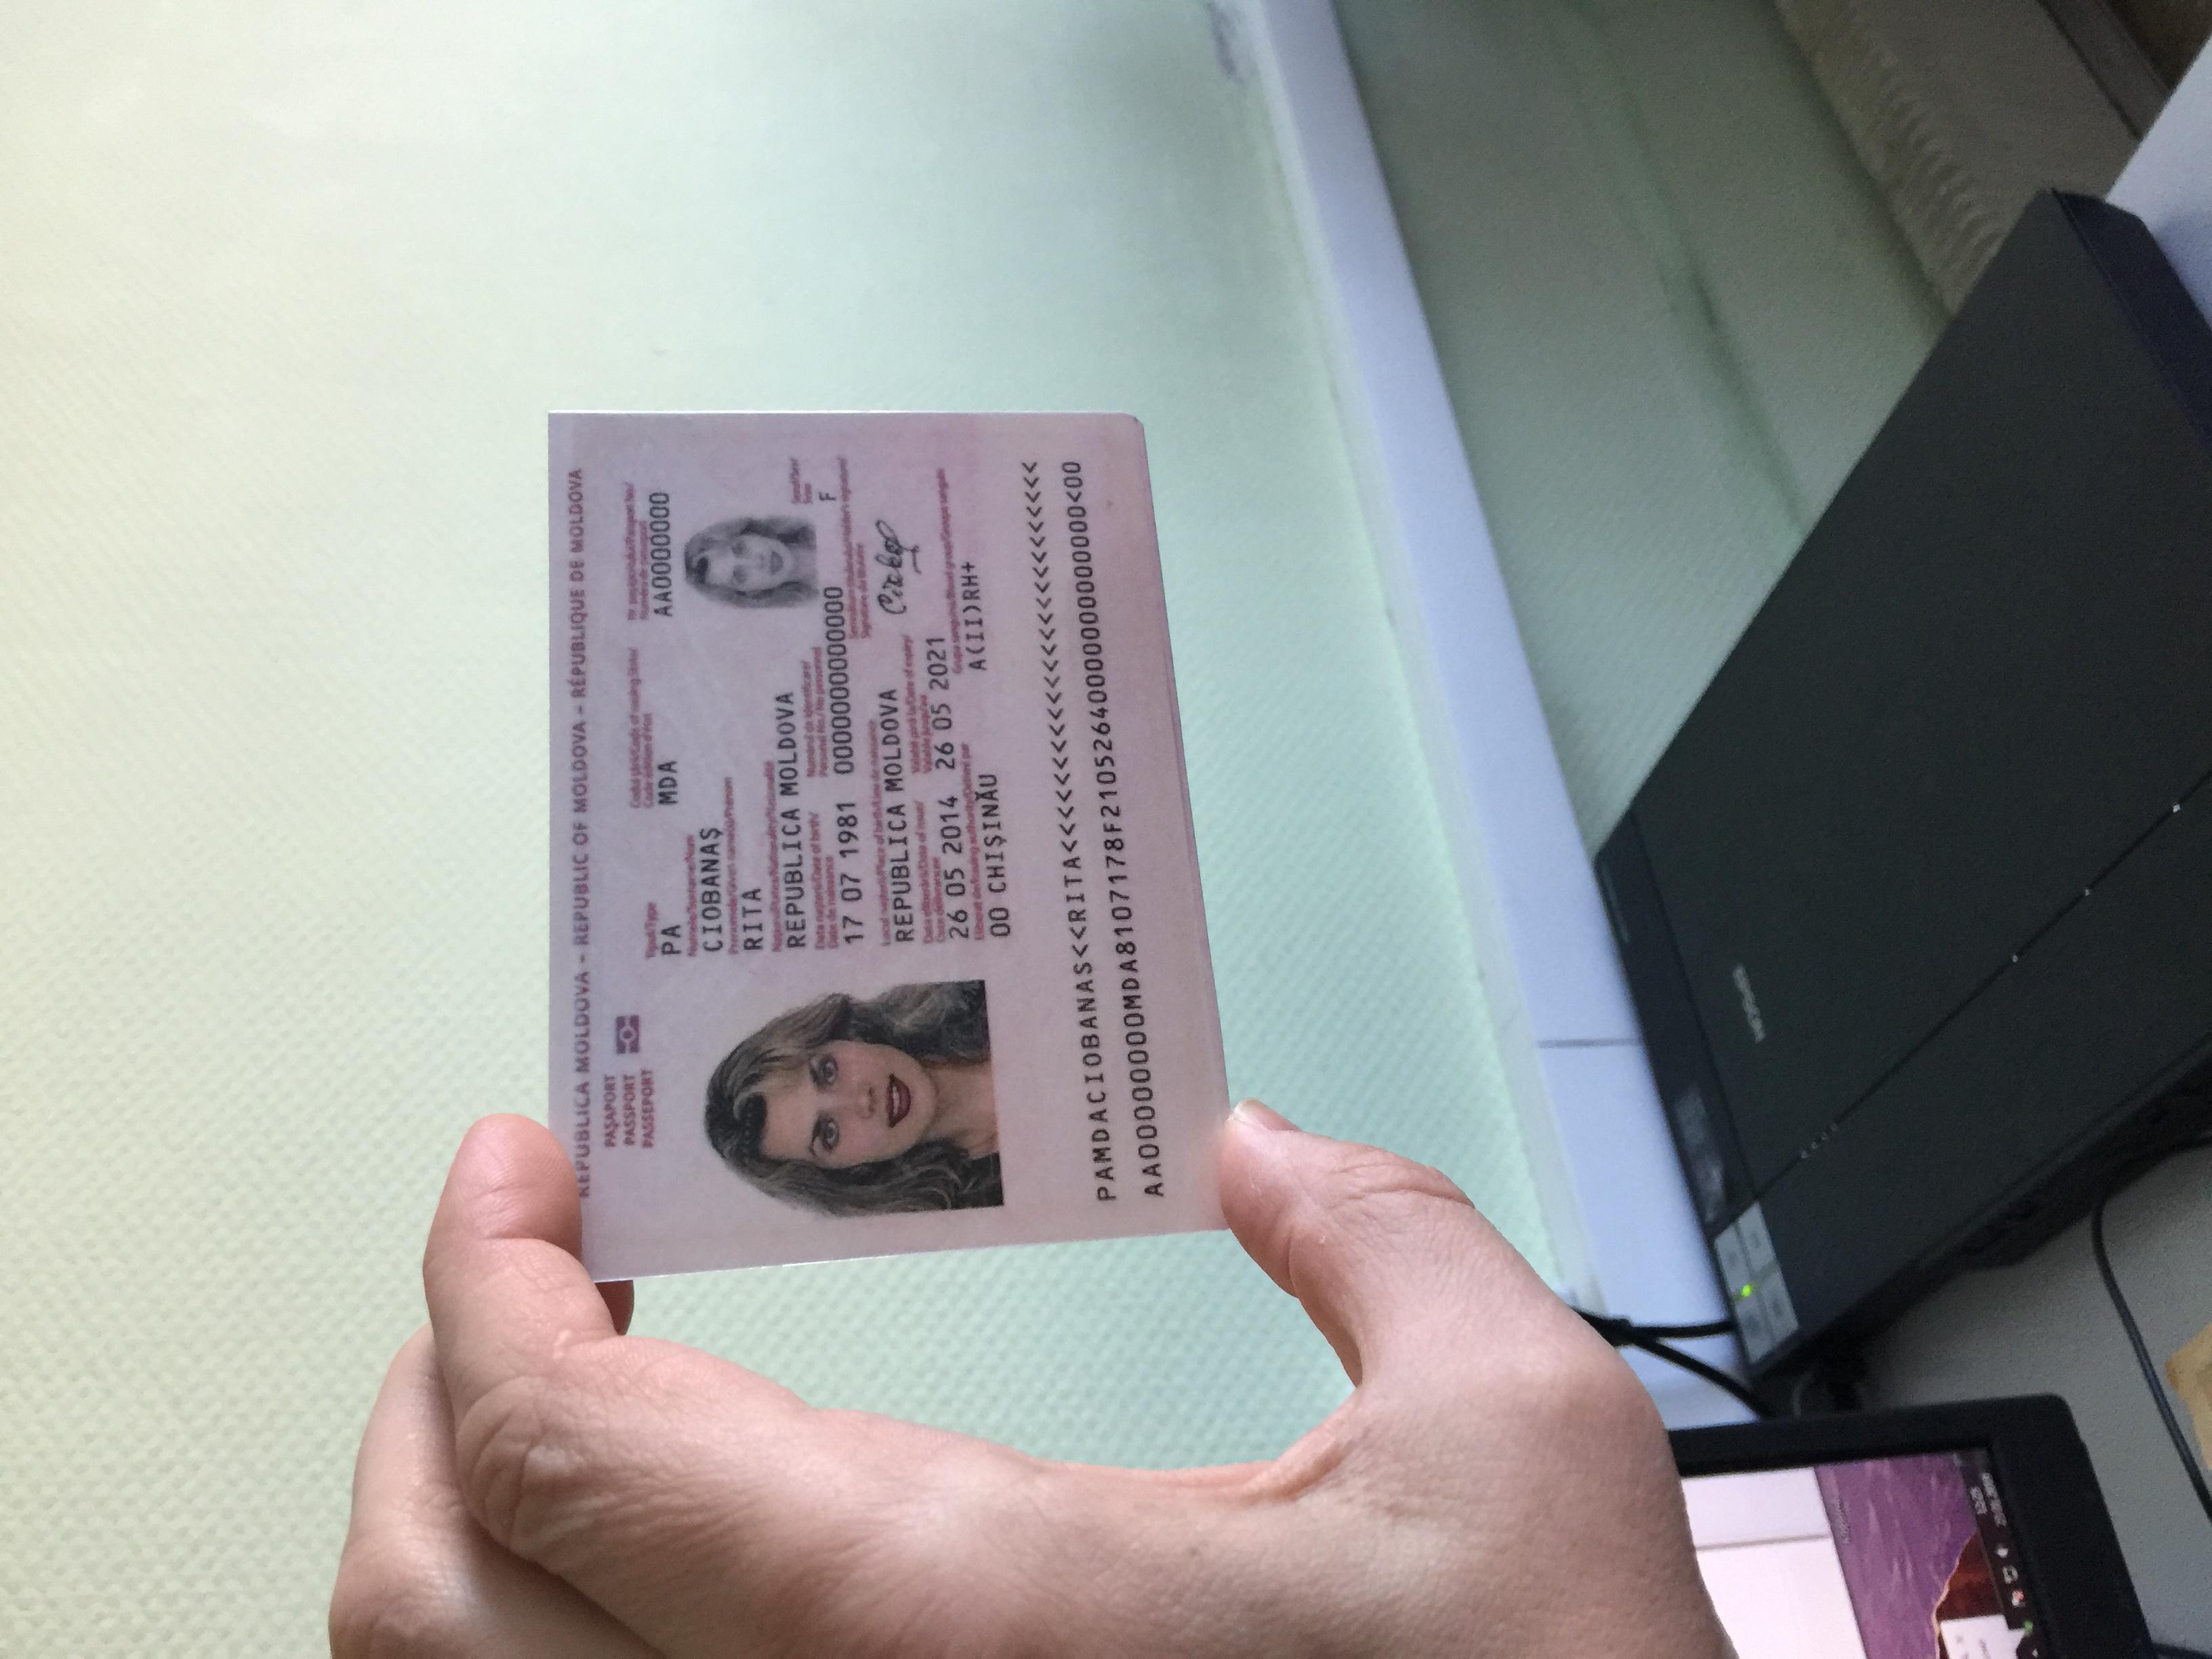 REPUBLICA MOLDOVA – REPUBLIC OF MOLDOVA – RÉPUBLIQUE DE MOLDOVA
PAŞAPORT
PASSPORT
PASSEPORT
Tipul/Type
PA
Codul țării/Code of issuing State/
Code édition d'État
MDA
Nr. pașaportului/Passport No./
Numéro de passeport
AA0000000
Numele/Surname/Nom
CIOBANAŞ
Prenumele/Given name(s)/Prénom
RITA
Naționalitatea/Nationality/Nationalité
REPUBLICA MOLDOVA
Data nașterii/Date of birth/
Date de naissance
17 07 1981
Numărul de identificare/
Personal No./No personnel
0000000000000
Sexul/Sex/
Sexe
F
Locul nașterii/Place of birth/Lieu de naissance
REPUBLICA MOLDOVA
Semnătura titularului/Holder's signature/
Signature du titulaire
Data eliberării/Date of issue/
Date délivrance
26 05 2014
Valabil până la/Date of expiry/
Valable jusqu'au
26 05 2021
Eliberat de/Issuing authority/Délivré par
00 CHIŞINĂU
Grupa sanguină/Blood group/Groupe sanguin
A(II)RH+
PAMDACIOBANAS<<RITA<<<<<<<<<<<<<<<<<<<<<<<<<
AA00000000MDA8107178F21052640000000000000<00
EPSON
12:25